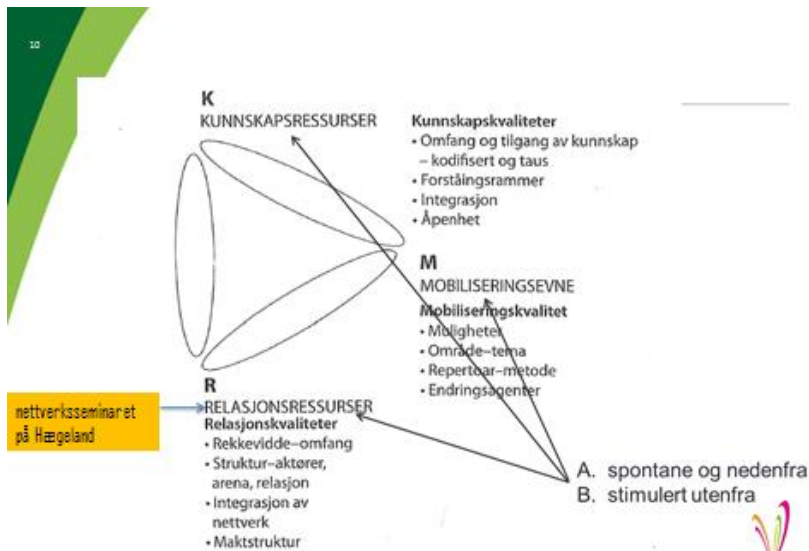 10
K
KUNNSKAPSRESSURSER
Kunnskapskvaliteter
• Omfang og tilgang av kunnskap
– kodifisert og taus
• Forståingsrammer
• Integrasjon
• Åpenhet
M
MOBILISERINGSEVNE
Mobiliseringskvalitet
• Muligheter
• Område–tema
• Repertoar–metode
• Endringsagenter
nettverksseminaret
på Hægeland
R
RELASJONSRESSURSER
Relasjonskvaliteter
• Rekkevidde–omfang
• Struktur–aktører,
arena, relasjon
• Integrasjon av
nettverk
• Maktstruktur
A. spontane og nedenfra
B. stimulert utenfra